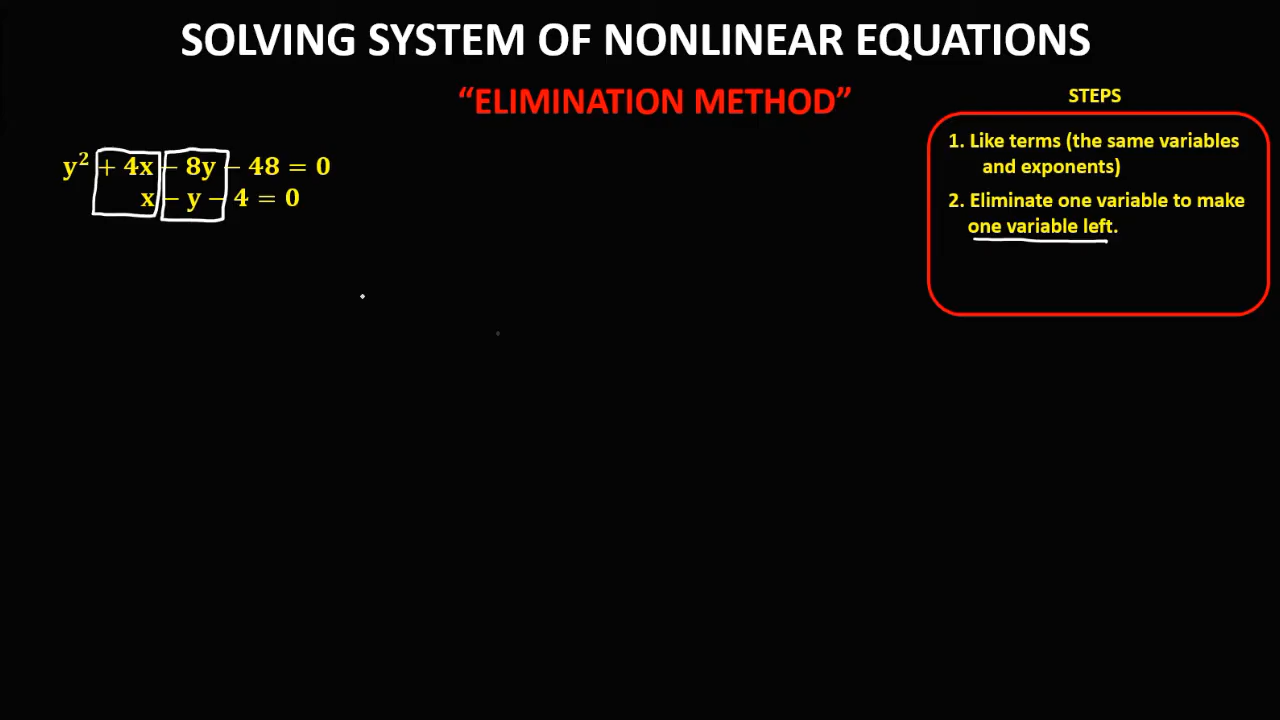 SOLVING SYSTEM OF NONLINEAR EQUATIONS
“ELIMINATION METHOD”
y² + 4x − 8y − 48 = 0
x − y − 4 = 0
STEPS
1. Like terms (the same variables
and exponents)
2. Eliminate one variable to make
one variable left.